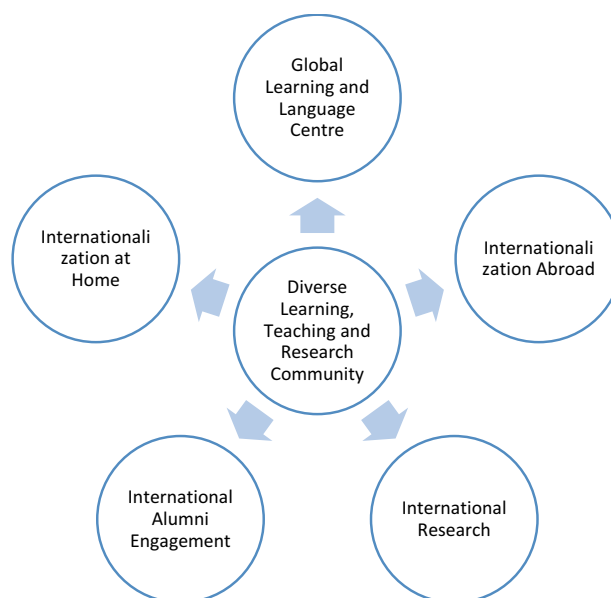 Global
Learning and
Language
Centre
Internationali
zation at
Home
Internationali
zation Abroad
Diverse
Learning,
Teaching and
Research
Community
International
Alumni
Engagement
International
Research